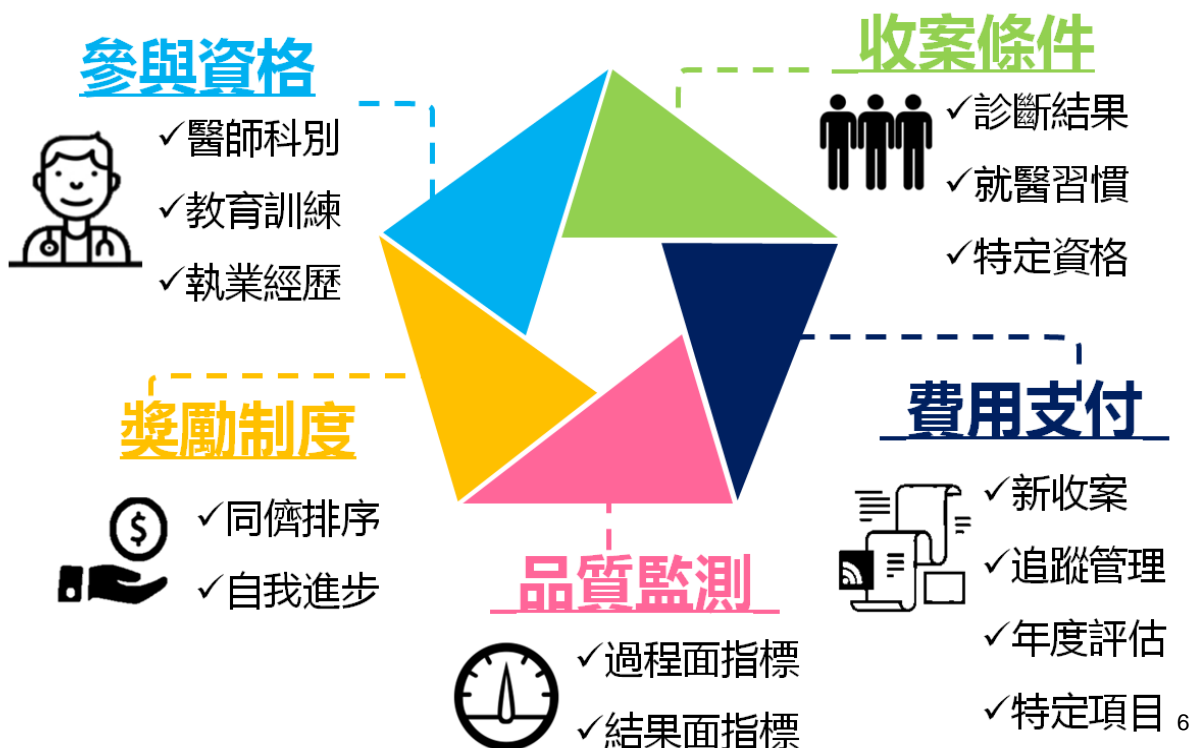 參與資格
✓醫師科別
✓教育訓練
✓執業經歷
收案條件
✓診斷結果
✓就醫習慣
✓特定資格
獎勵制度
$
✓同儕排序
✓自我進步
品質監測
✓過程面指標
✓結果面指標
費用支付
✓新收案
✓追蹤管理
✓年度評估
✓特定項目
6